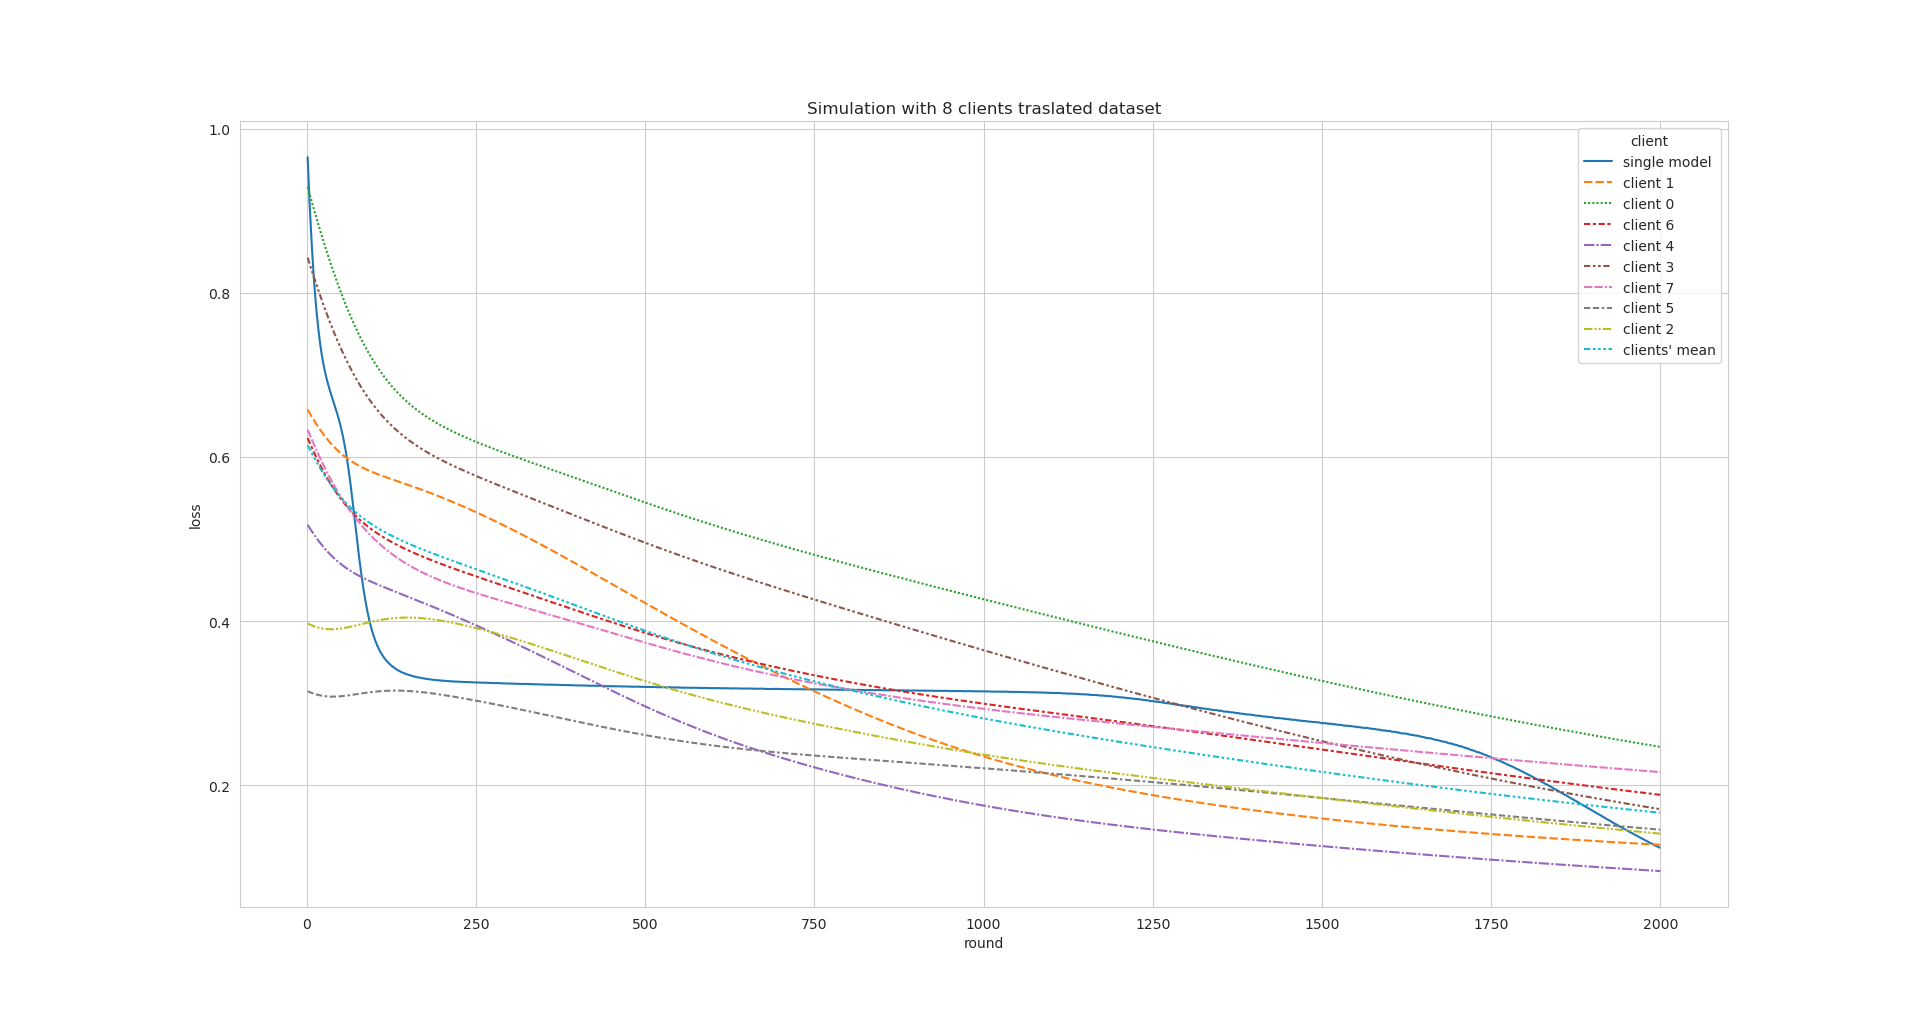 Simulation with 8 clients traslated dataset
1.0
0.8
0.6
0.4
0.2
loss
0 250 500 750 1000 1250 1500 1750 2000
round
client
single model
client 1
client 0
client 6
client 4
client 3
client 7
client 5
client 2
clients' mean